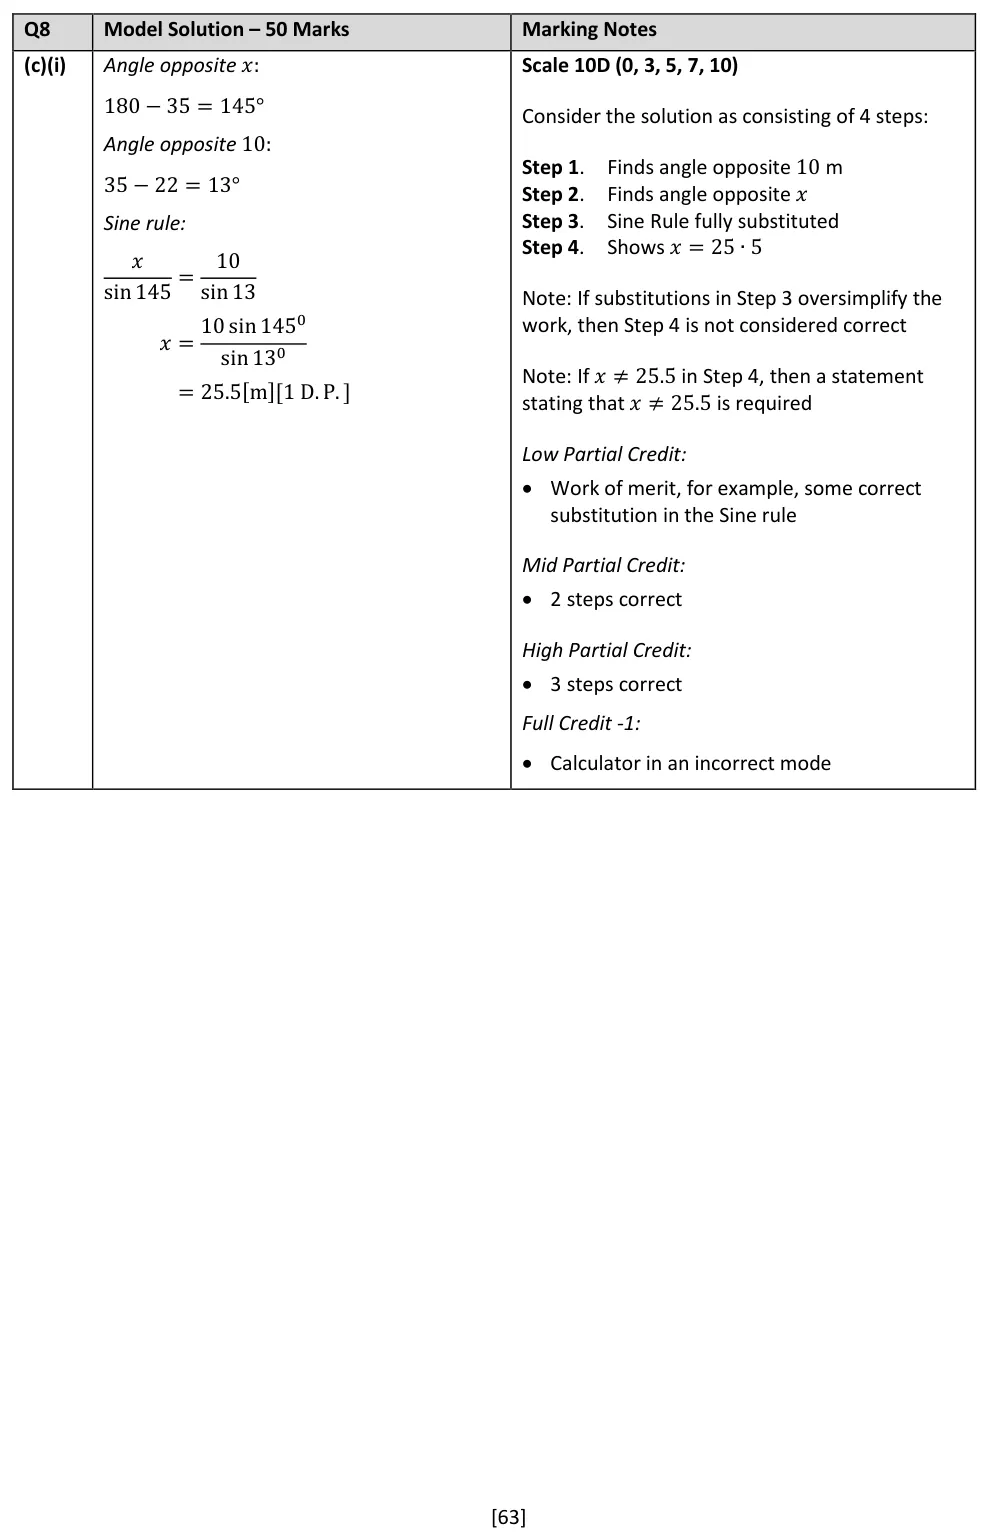 Q8 Model Solution – 50 Marks Marking Notes
(c)(i) Angle opposite 𝑥:
180 − 35 = 145°
Angle opposite 10:
35 − 22 = 13°
Sine rule:
𝑥 / sin 145 = 10 / sin 13
𝑥 = 10 sin 145⁰ / sin 13⁰
= 25.5[m][1 D.P.]
Scale 10D (0, 3, 5, 7, 10)
Consider the solution as consisting of 4 steps:
Step 1. Finds angle opposite 10 m
Step 2. Finds angle opposite 𝑥
Step 3. Sine Rule fully substituted
Step 4. Shows 𝑥 = 25 · 5
Note: If substitutions in Step 3 oversimplify the
work, then Step 4 is not considered correct
Note: If 𝑥 ≠ 25.5 in Step 4, then a statement
stating that 𝑥 ≠ 25.5 is required
Low Partial Credit:
• Work of merit, for example, some correct
substitution in the Sine rule
Mid Partial Credit:
• 2 steps correct
High Partial Credit:
• 3 steps correct
Full Credit -1:
• Calculator in an incorrect mode
[63]